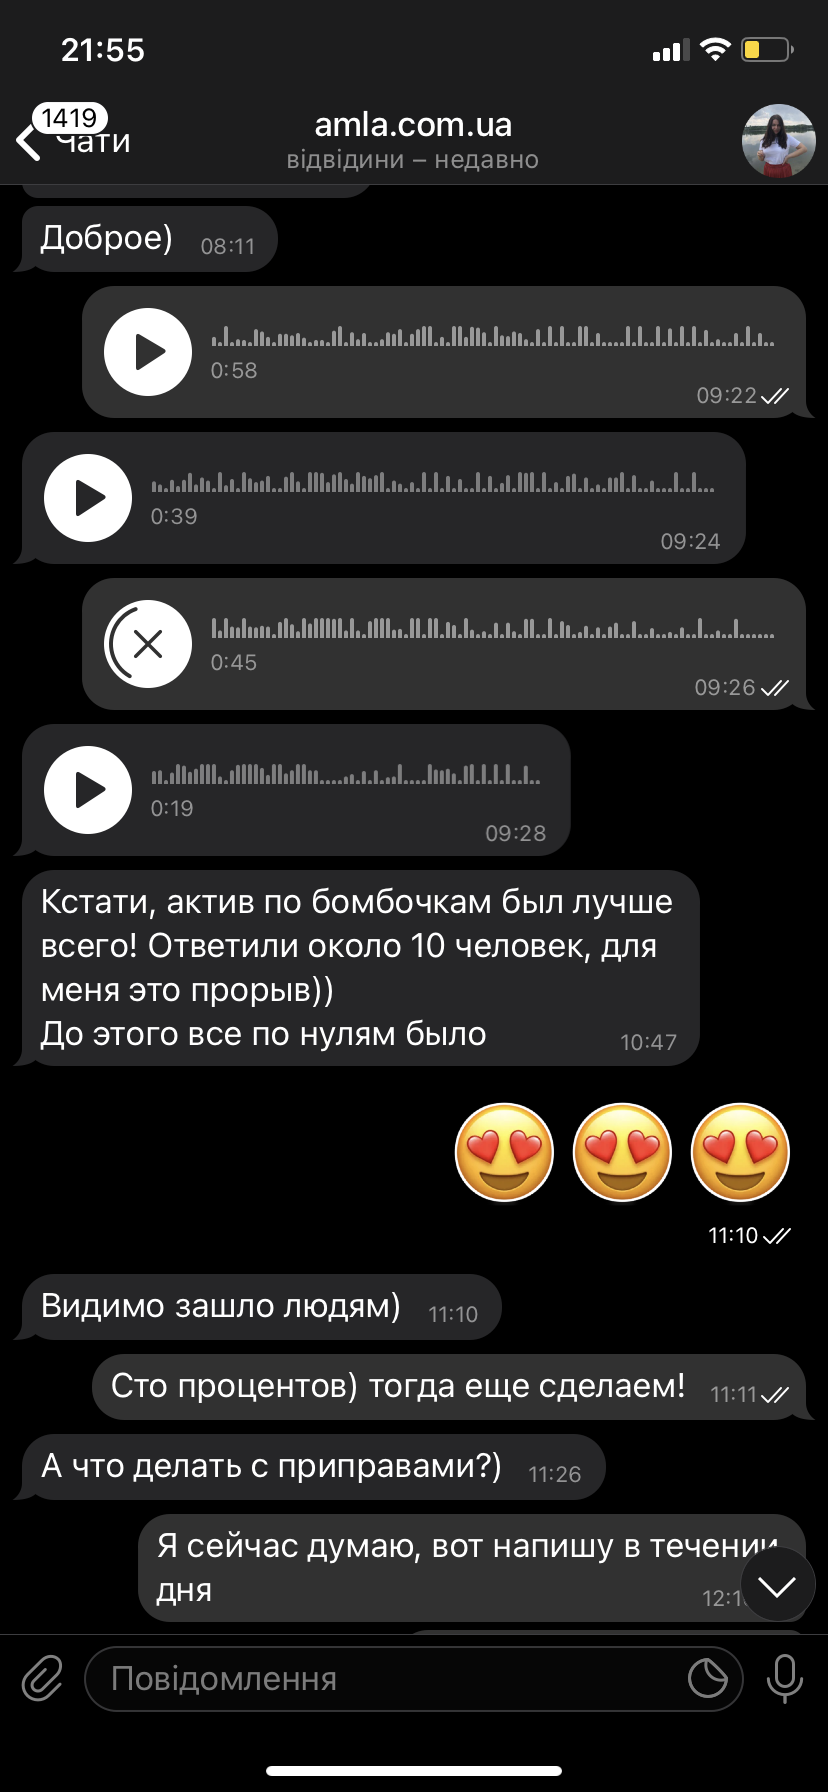 21:55
1419
Чати
amla.com.ua
відвідини – недавно
Доброе) 08:11
0:58
09:22
0:39
09:24
0:45
09:26
0:19
09:28
Кстати, актив по бомбочкам был лучше
всего! Ответили около 10 человек, для
меня это прорыв))
До этого все по нулям было 10:47
11:10
Видимо зашло людям) 11:10
Сто процентов) тогда еще сделаем! 11:11
А что делать с приправами?) 11:26
Я сейчас думаю, вот напишу в течении
дня
Повідомлення